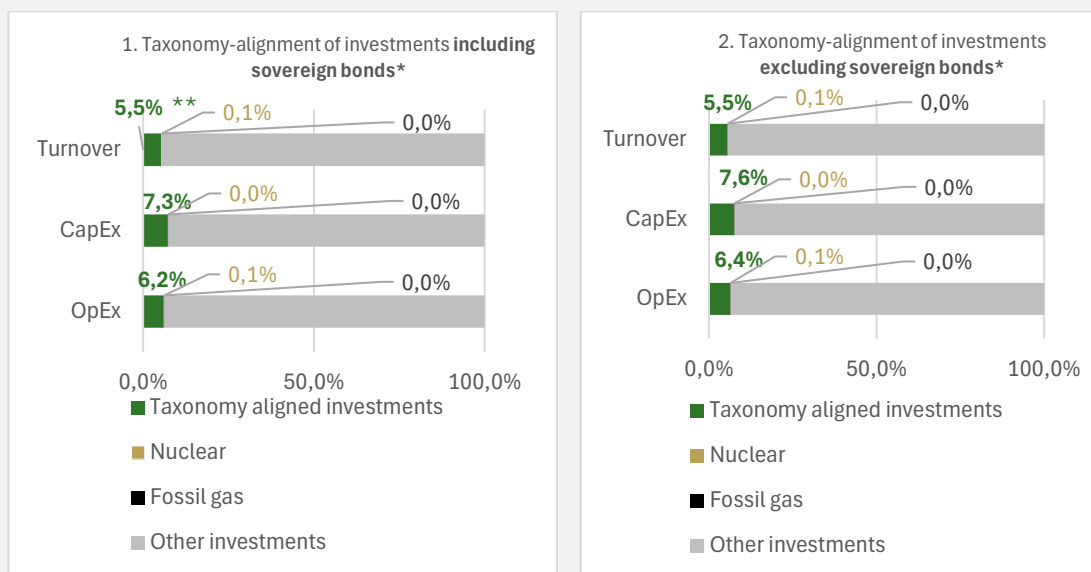 1. Taxonomy-alignment of investments including
sovereign bonds*
5,5% ** 0,1% 0,0%
Turnover
7,3% 0,0% 0,0%
CapEx
6,2% 0,1% 0,0%
OpEx
0,0% 50,0% 100,0%
Taxonomy aligned investments
Nuclear
Fossil gas
Other investments
2. Taxonomy-alignment of investments
excluding sovereign bonds*
5,5% 0,1% 0,0%
Turnover
7,6% 0,0% 0,0%
CapEx
6,4% 0,1% 0,0%
OpEx
0,0% 50,0% 100,0%
Taxonomy aligned investments
Nuclear
Fossil gas
Other investments